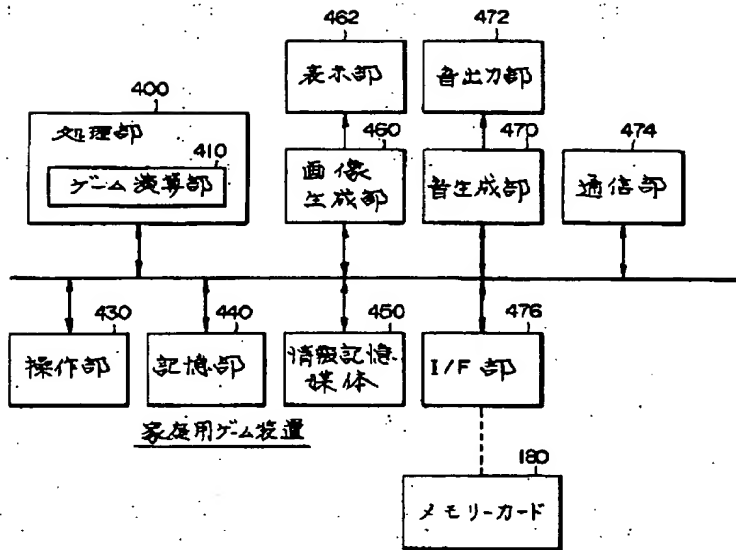 462
472
表示部
音出力部
400
処理部
410
ゲーム演算部
460
画像
生成部
470
音生成部
474
通信部
430
操作部
440
記憶部
450
情報記憶
媒体
476
I/F 部
家庭用ゲーム装置
180
メモリーカード